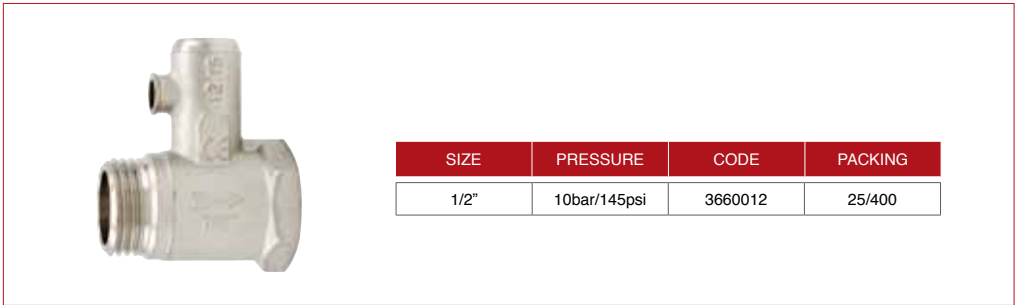 SIZE PRESSURE CODE PACKING
1/2” 10bar/145psi 3660012 25/400